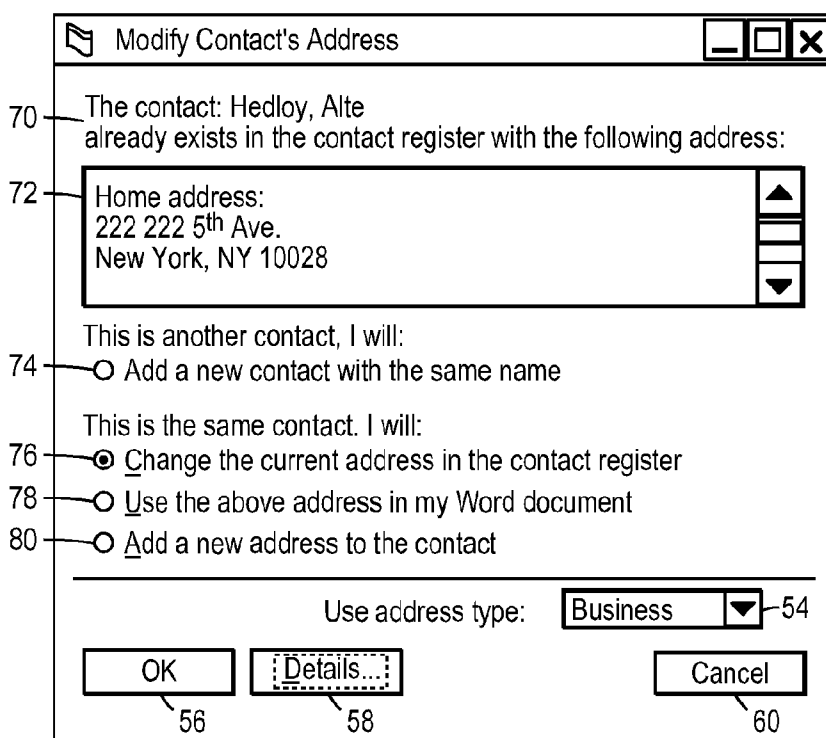 Modify Contact's Address
70 The contact: Hedloy, Alte
already exists in the contact register with the following address:
72 Home address:
222 222 5th Ave.
New York, NY 10028
This is another contact, I will:
74 Add a new contact with the same name
This is the same contact. I will:
76 Change the current address in the contact register
78 Use the above address in my Word document
80 Add a new address to the contact
Use address type: Business 54
OK Details... Cancel
56 58 60